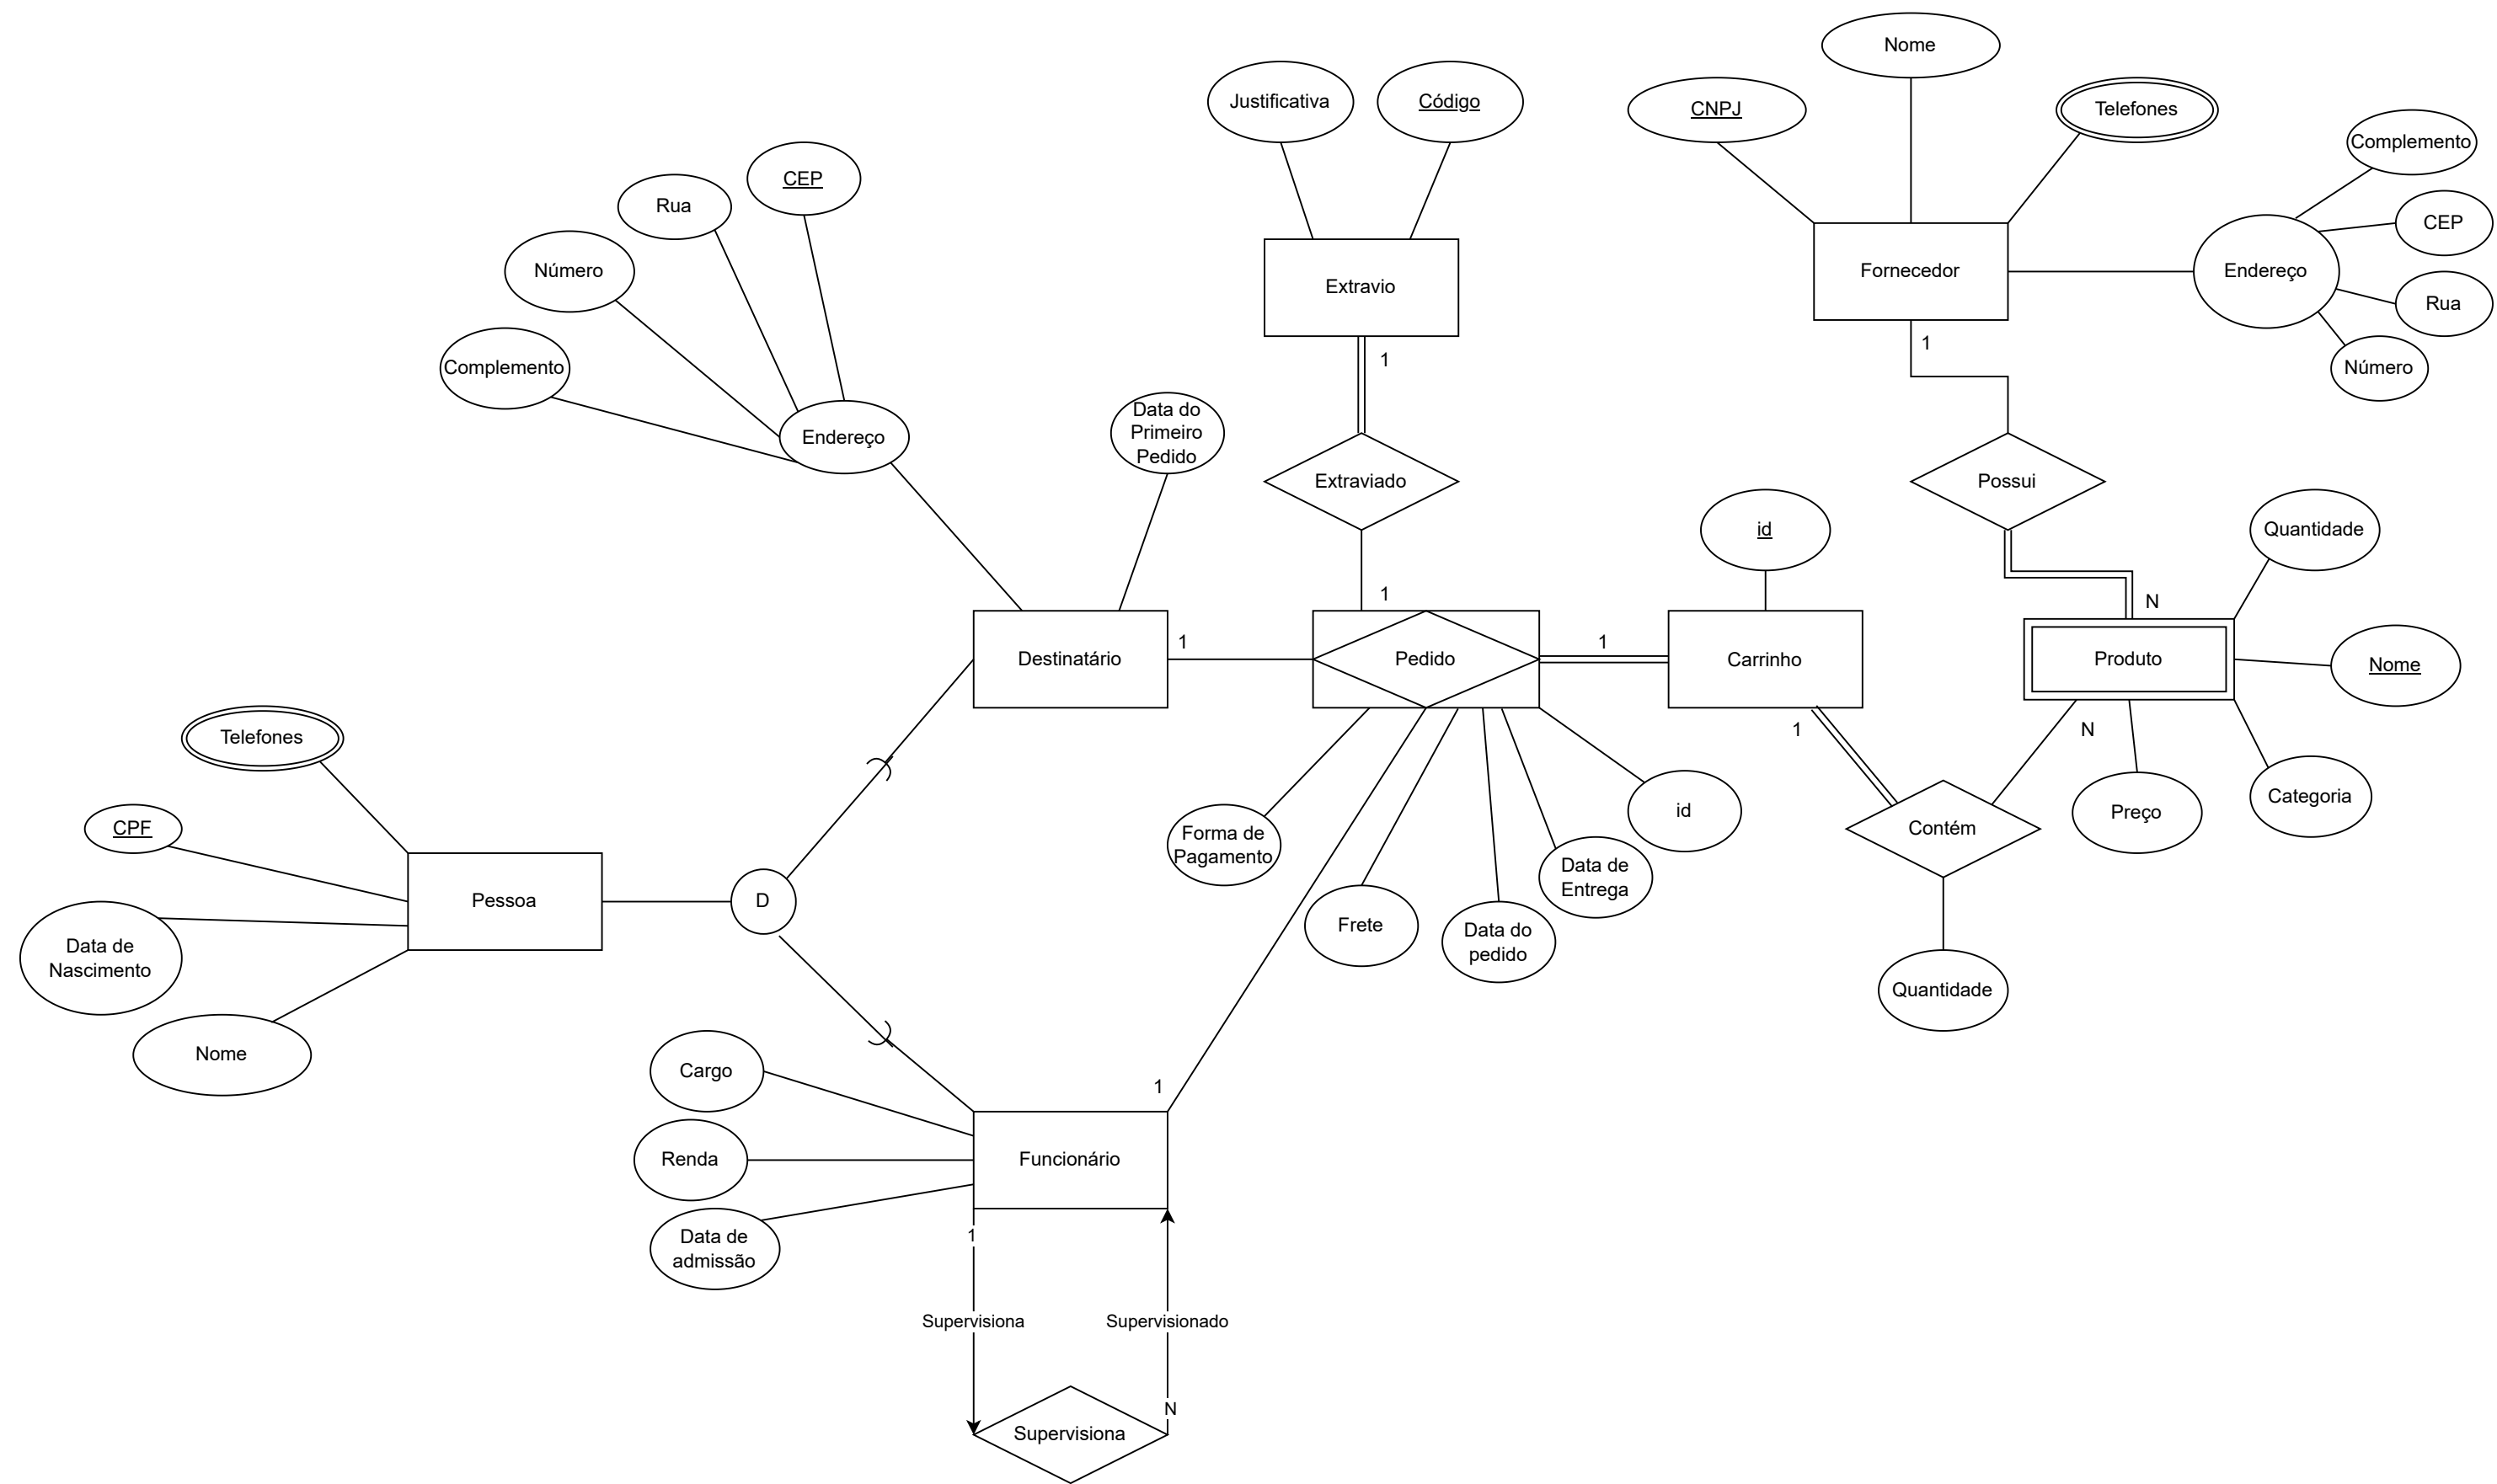 Nome
Justificativa
Código
CNPJ
Telefones
Complemento
CEP
Rua
CEP
Número
Extravio
Fornecedor
Endereço
Rua
1
1
Complemento
Número
Endereço
Data do
Primeiro
Pedido
Extraviado
Possui
id
Quantidade
1
N
1
1
Destinatário
Pedido
Carrinho
Produto
Nome
Telefones
1
N
CPF
Forma de
Pagamento
id
Contém
Preço
Categoria
Data de
Entrega
Pessoa
D
Frete
Data do
pedido
Data de
Nascimento
Quantidade
Nome
Cargo
1
Renda
Funcionário
Data de
admissão
1
Supervisiona
Supervisionado
N
Supervisiona